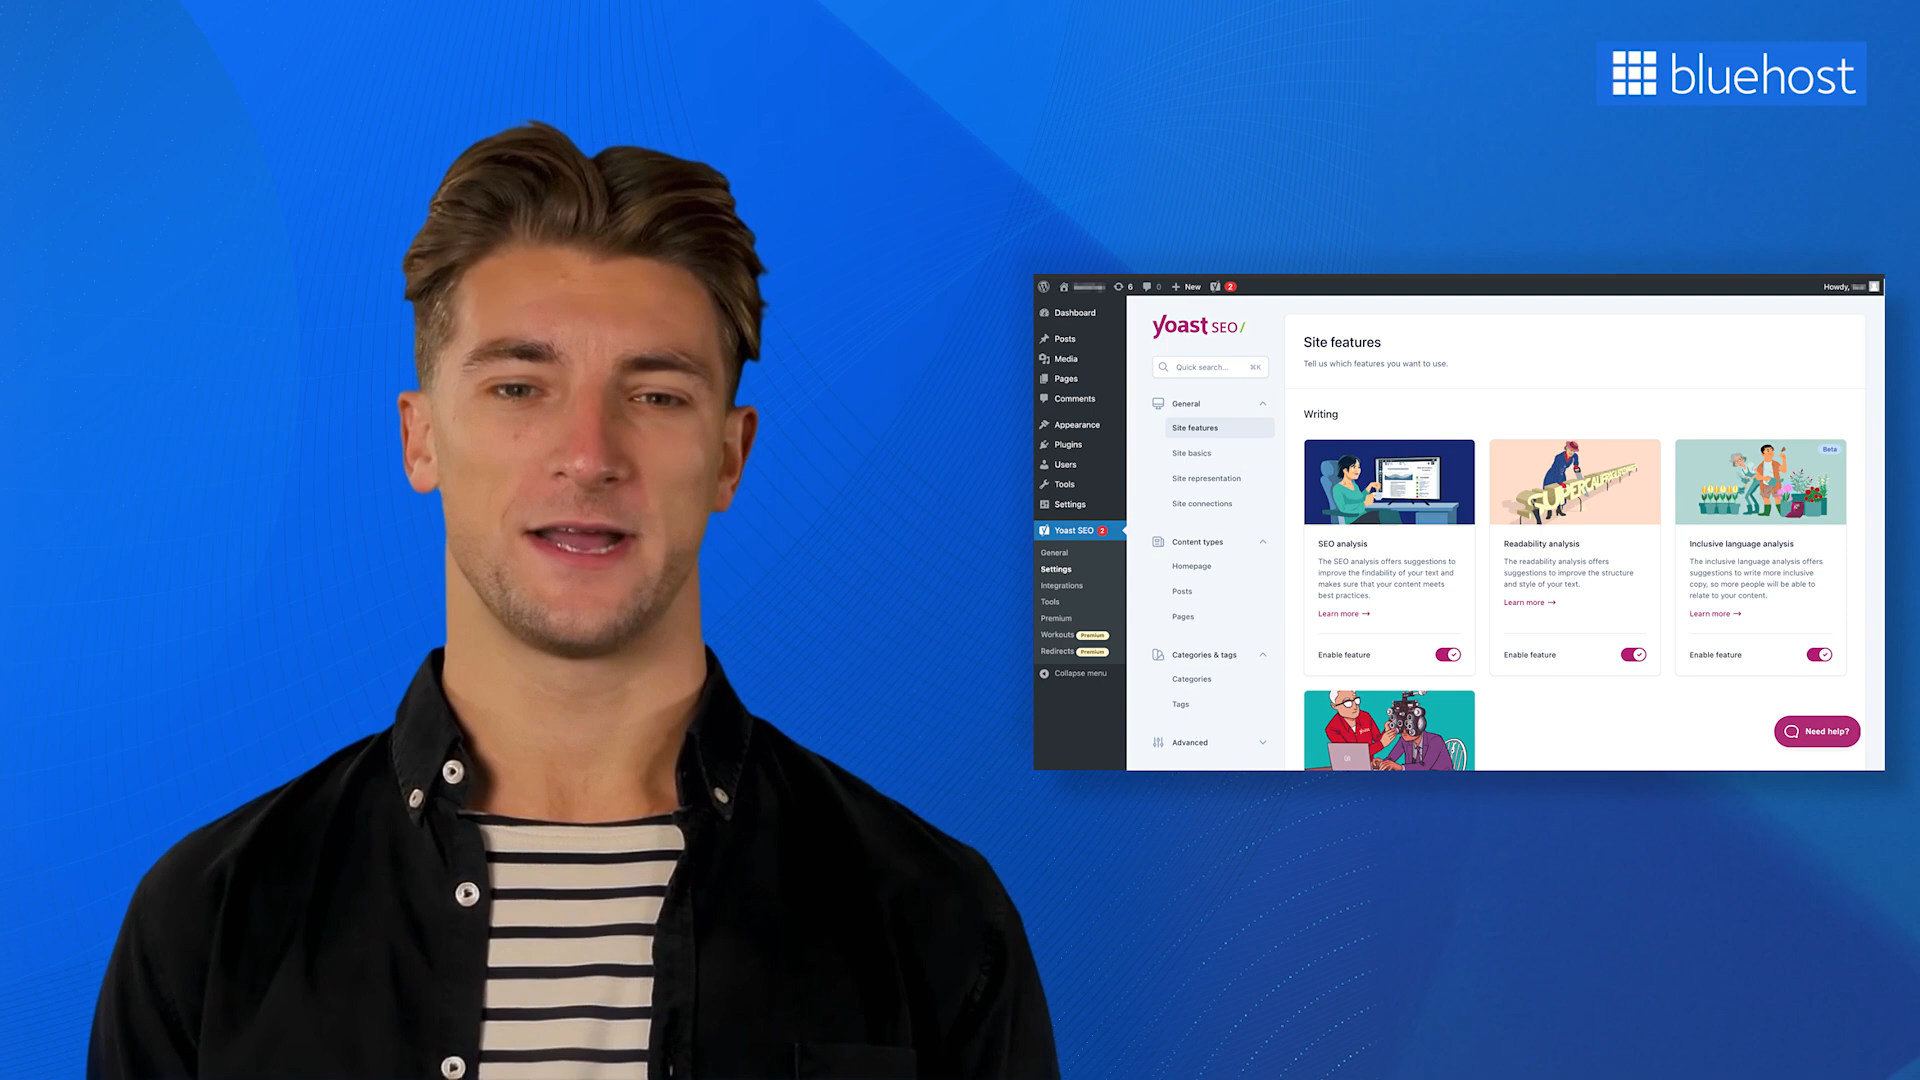 bluehost
6 0 New 2
Howdy,
Dashboard
Posts
Media
Pages
Comments
Appearance
Plugins
Users
Tools
Settings
Yoast SEO 2
General
Settings
Integrations
Tools
Premium
Workouts Premium
Redirects Premium
Collapse menu
yoast SEO/
Quick search... ⌘K
General
Site features
Site basics
Site representation
Site connections
Content types
Homepage
Posts
Pages
Categories & tags
Categories
Tags
Advanced
Site features
Tell us which features you want to use.
Writing
SEO analysis
The SEO analysis offers suggestions to
improve the findability of your text and
makes sure that your content meets
best practices.
Learn more →
Enable feature
Readability analysis
The readability analysis offers
suggestions to improve the structure
and style of your text.
Learn more →
Enable feature
Beta
Inclusive language analysis
The inclusive language analysis offers
suggestions to write more inclusive
copy, so more people will be able to
relate to your content.
Learn more →
Enable feature
Need help?